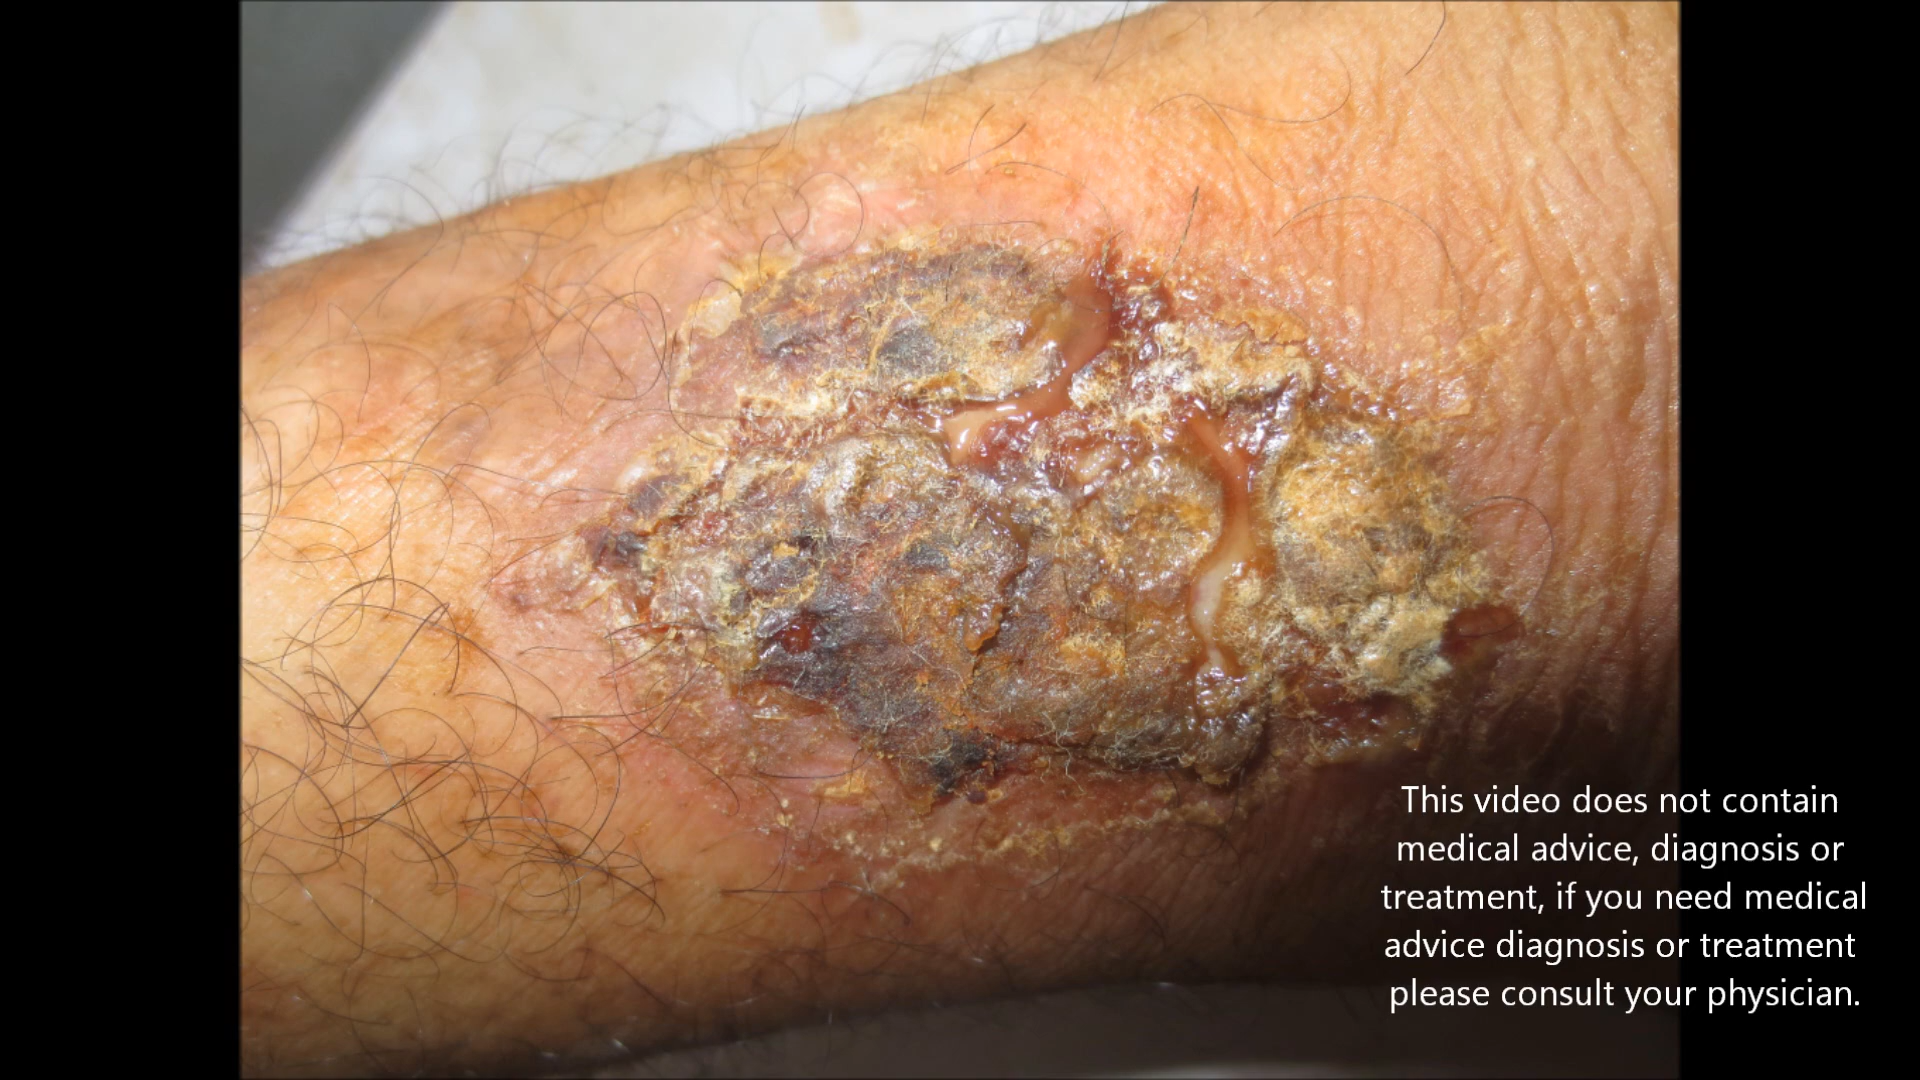 This video does not contain
medical advice, diagnosis or
treatment, if you need medical
advice diagnosis or treatment
please consult your physician.